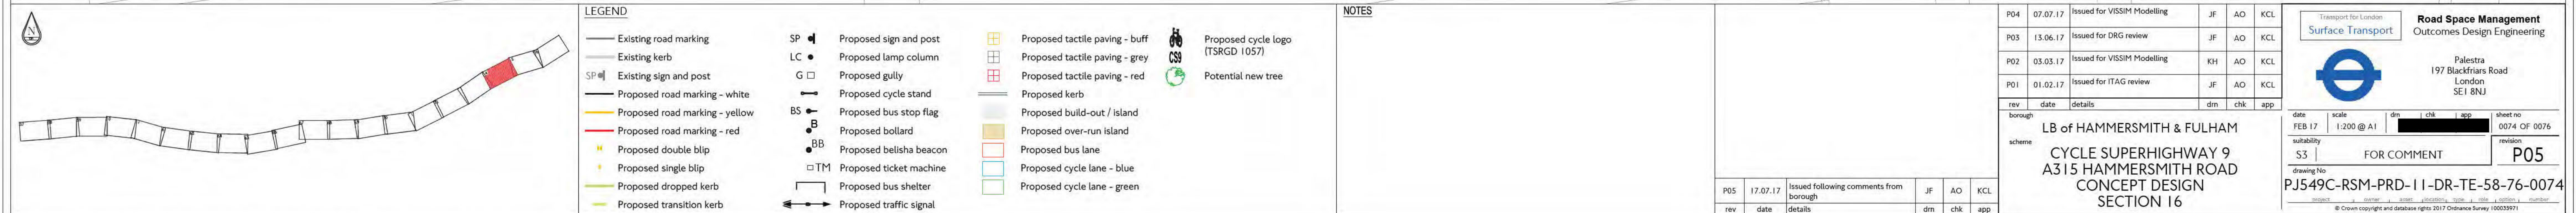 N
LEGEND
Existing road marking
Existing kerb
SP Existing sign and post
Proposed road marking - white
Proposed road marking - yellow
Proposed road marking - red
Proposed double blip
Proposed single blip
Proposed dropped kerb
Proposed transition kerb
SP Proposed sign and post
LC Proposed lamp column
G Proposed gully
Proposed cycle stand
BS Proposed bus stop flag
B Proposed bollard
BB Proposed belisha beacon
TM Proposed ticket machine
Proposed bus shelter
Proposed traffic signal
Proposed tactile paving - buff
Proposed tactile paving - grey
Proposed tactile paving - red
Proposed kerb
Proposed build-out / island
Proposed over-run island
Proposed bus lane
Proposed cycle lane - blue
Proposed cycle lane - green
Proposed cycle logo
(TSRGD 1057)
CS9
Potential new tree
NOTES
P05 17.07.17 Issued following comments from borough JF AO KCL
rev date details drn chk app
P04 07.07.17 Issued for VISSIM Modelling JF AO KCL
P03 13.06.17 Issued for DRG review JF AO KCL
P02 03.03.17 Issued for VISSIM Modelling KH AO KCL
P01 01.02.17 Issued for ITAG review JF AO KCL
rev date details drn chk app
borough
LB of HAMMERSMITH & FULHAM
scheme
CYCLE SUPERHIGHWAY 9
A315 HAMMERSMITH ROAD
CONCEPT DESIGN
SECTION 16
Transport for London
Surface Transport
Road Space Management
Outcomes Design Engineering
Palestra
197 Blackfriars Road
London
SE1 8NJ
date scale drn chk app sheet no
FEB 17 1:200 @ A1 0074 OF 0076
suitability revision
S3 FOR COMMENT P05
drawing No
PJ549C-RSM-PRD-11-DR-TE-58-76-0074
project owner asset location type role option number
© Crown copyright and database rights 2017 Ordnance Survey 100035971